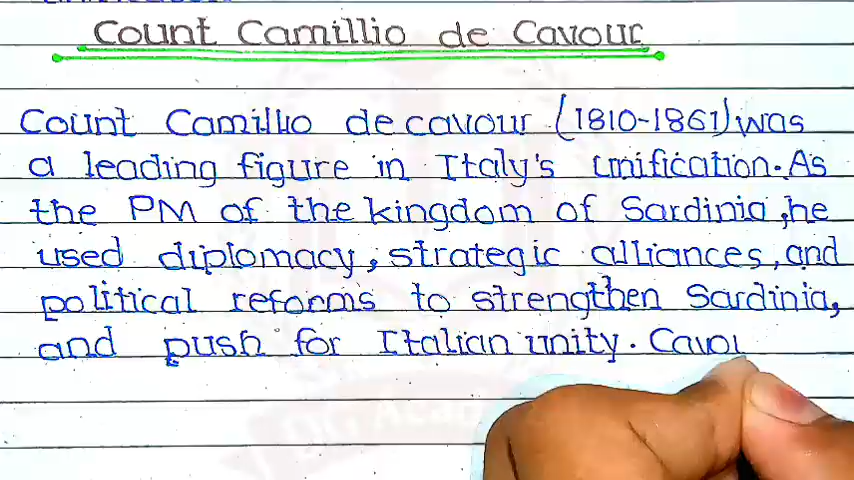 Count Camillio de Cavour
Count Camillio de cavour (1810-1861) was
a leading figure in Italy's unification. As
the PM of the kingdom of Sardinia, he
used diplomacy, strategic alliances, and
political reforms to strengthen Sardinia,
and push for Italian unity. Cavou